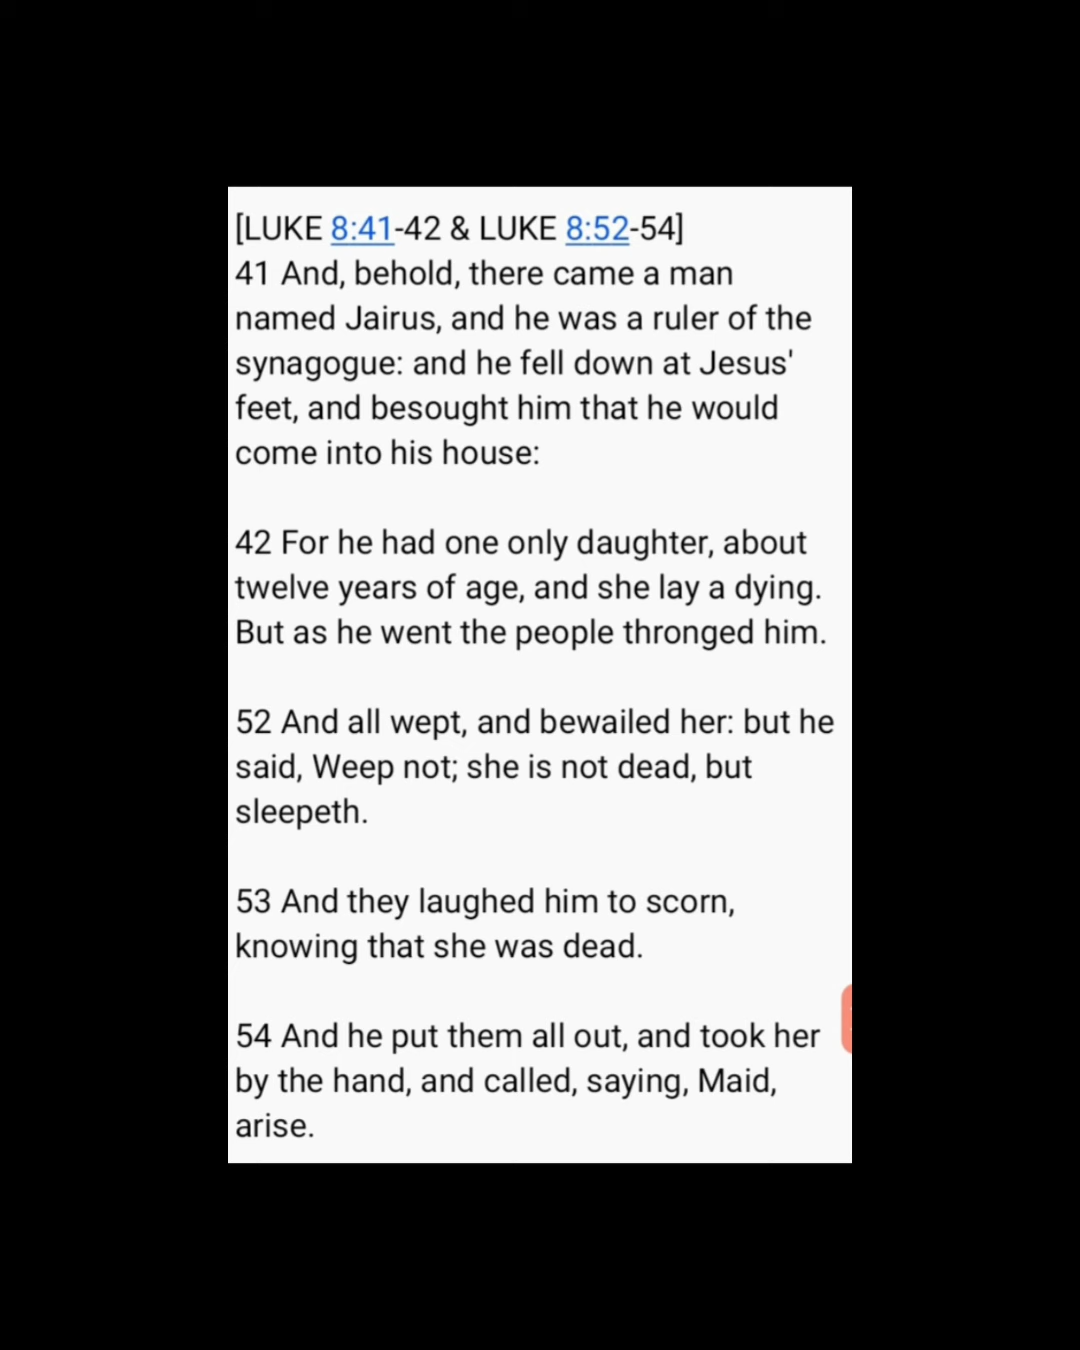 [LUKE 8:41-42 & LUKE 8:52-54]
41 And, behold, there came a man
named Jairus, and he was a ruler of the
synagogue: and he fell down at Jesus'
feet, and besought him that he would
come into his house:
42 For he had one only daughter, about
twelve years of age, and she lay a dying.
But as he went the people thronged him.
52 And all wept, and bewailed her: but he
said, Weep not; she is not dead, but
sleepeth.
53 And they laughed him to scorn,
knowing that she was dead.
54 And he put them all out, and took her
by the hand, and called, saying, Maid,
arise.